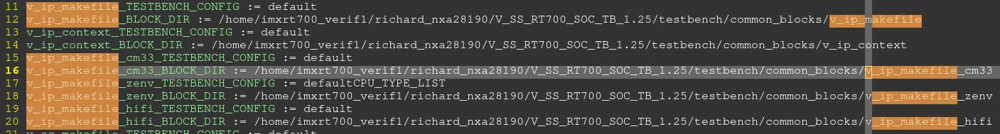 11 v_ip_makefile_TESTBENCH_CONFIG := default
12 v_ip_makefile_BLOCK_DIR := /home/imxrt700_verif1/richard_nxa28190/V_SS_RT700_SOC_TB_1.25/testbench/common_blocks/v_ip_makefile
13 v_ip_context_TESTBENCH_CONFIG := default
14 v_ip_context_BLOCK_DIR := /home/imxrt700_verif1/richard_nxa28190/V_SS_RT700_SOC_TB_1.25/testbench/common_blocks/v_ip_context
15 v_ip_makefile_cm33_TESTBENCH_CONFIG := default
16 v_ip_makefile_cm33_BLOCK_DIR := /home/imxrt700_verif1/richard_nxa28190/V_SS_RT700_SOC_TB_1.25/testbench/common_blocks/v_ip_makefile_cm33
17 v_ip_makefile_zenv_TESTBENCH_CONFIG := defaultCPU_TYPE_LIST
18 v_ip_makefile_zenv_BLOCK_DIR := /home/imxrt700_verif1/richard_nxa28190/V_SS_RT700_SOC_TB_1.25/testbench/common_blocks/v_ip_makefile_zenv
19 v_ip_makefile_hifi_TESTBENCH_CONFIG := default
20 v_ip_makefile_hifi_BLOCK_DIR := /home/imxrt700_verif1/richard_nxa28190/V_SS_RT700_SOC_TB_1.25/testbench/common_blocks/v_ip_makefile_hifi
21 v_ss_makefile_TESTBENCH_CONFIG := default